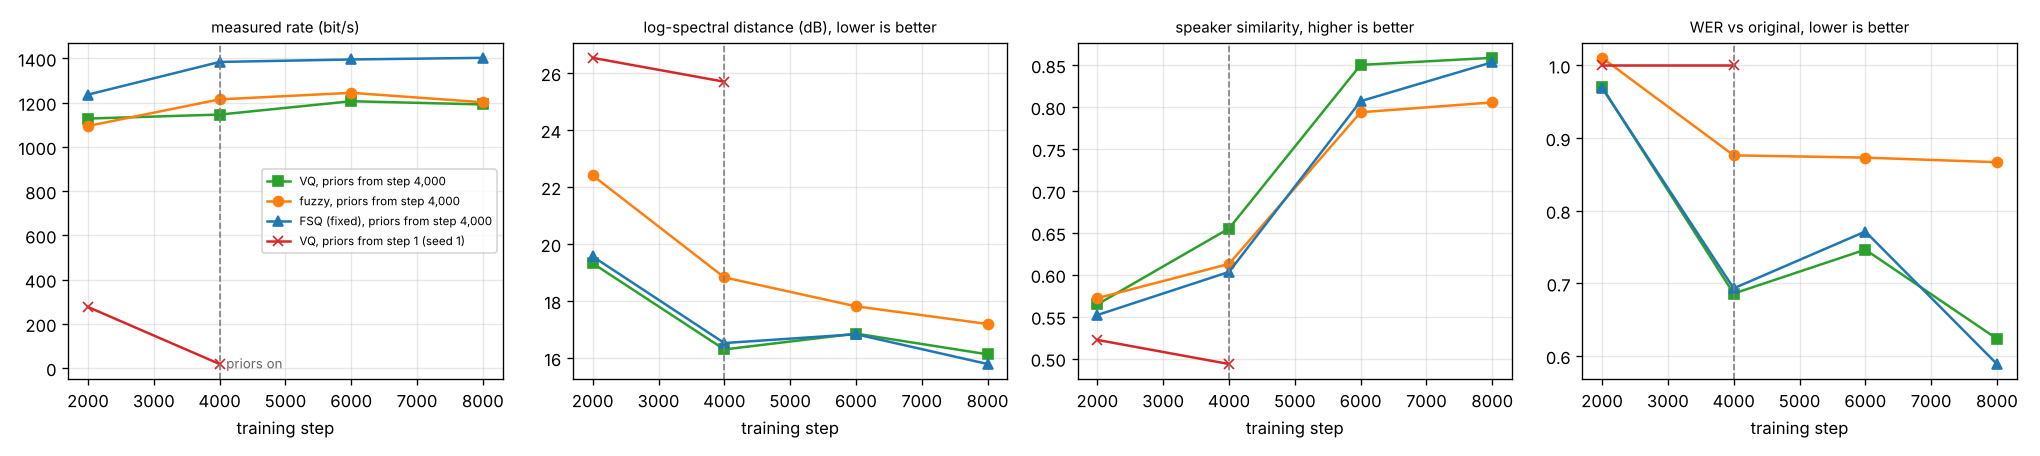 measured rate (bit/s)
1400
1200
1000
800
600
400
200
0
VQ, priors from step 4,000
fuzzy, priors from step 4,000
FSQ (fixed), priors from step 4,000
VQ, priors from step 1 (seed 1)
priors on
2000 3000 4000 5000 6000 7000 8000
training step
log-spectral distance (dB), lower is better
26
24
22
20
18
16
2000 3000 4000 5000 6000 7000 8000
training step
speaker similarity, higher is better
0.85
0.80
0.75
0.70
0.65
0.60
0.55
0.50
2000 3000 4000 5000 6000 7000 8000
training step
WER vs original, lower is better
1.0
0.9
0.8
0.7
0.6
2000 3000 4000 5000 6000 7000 8000
training step